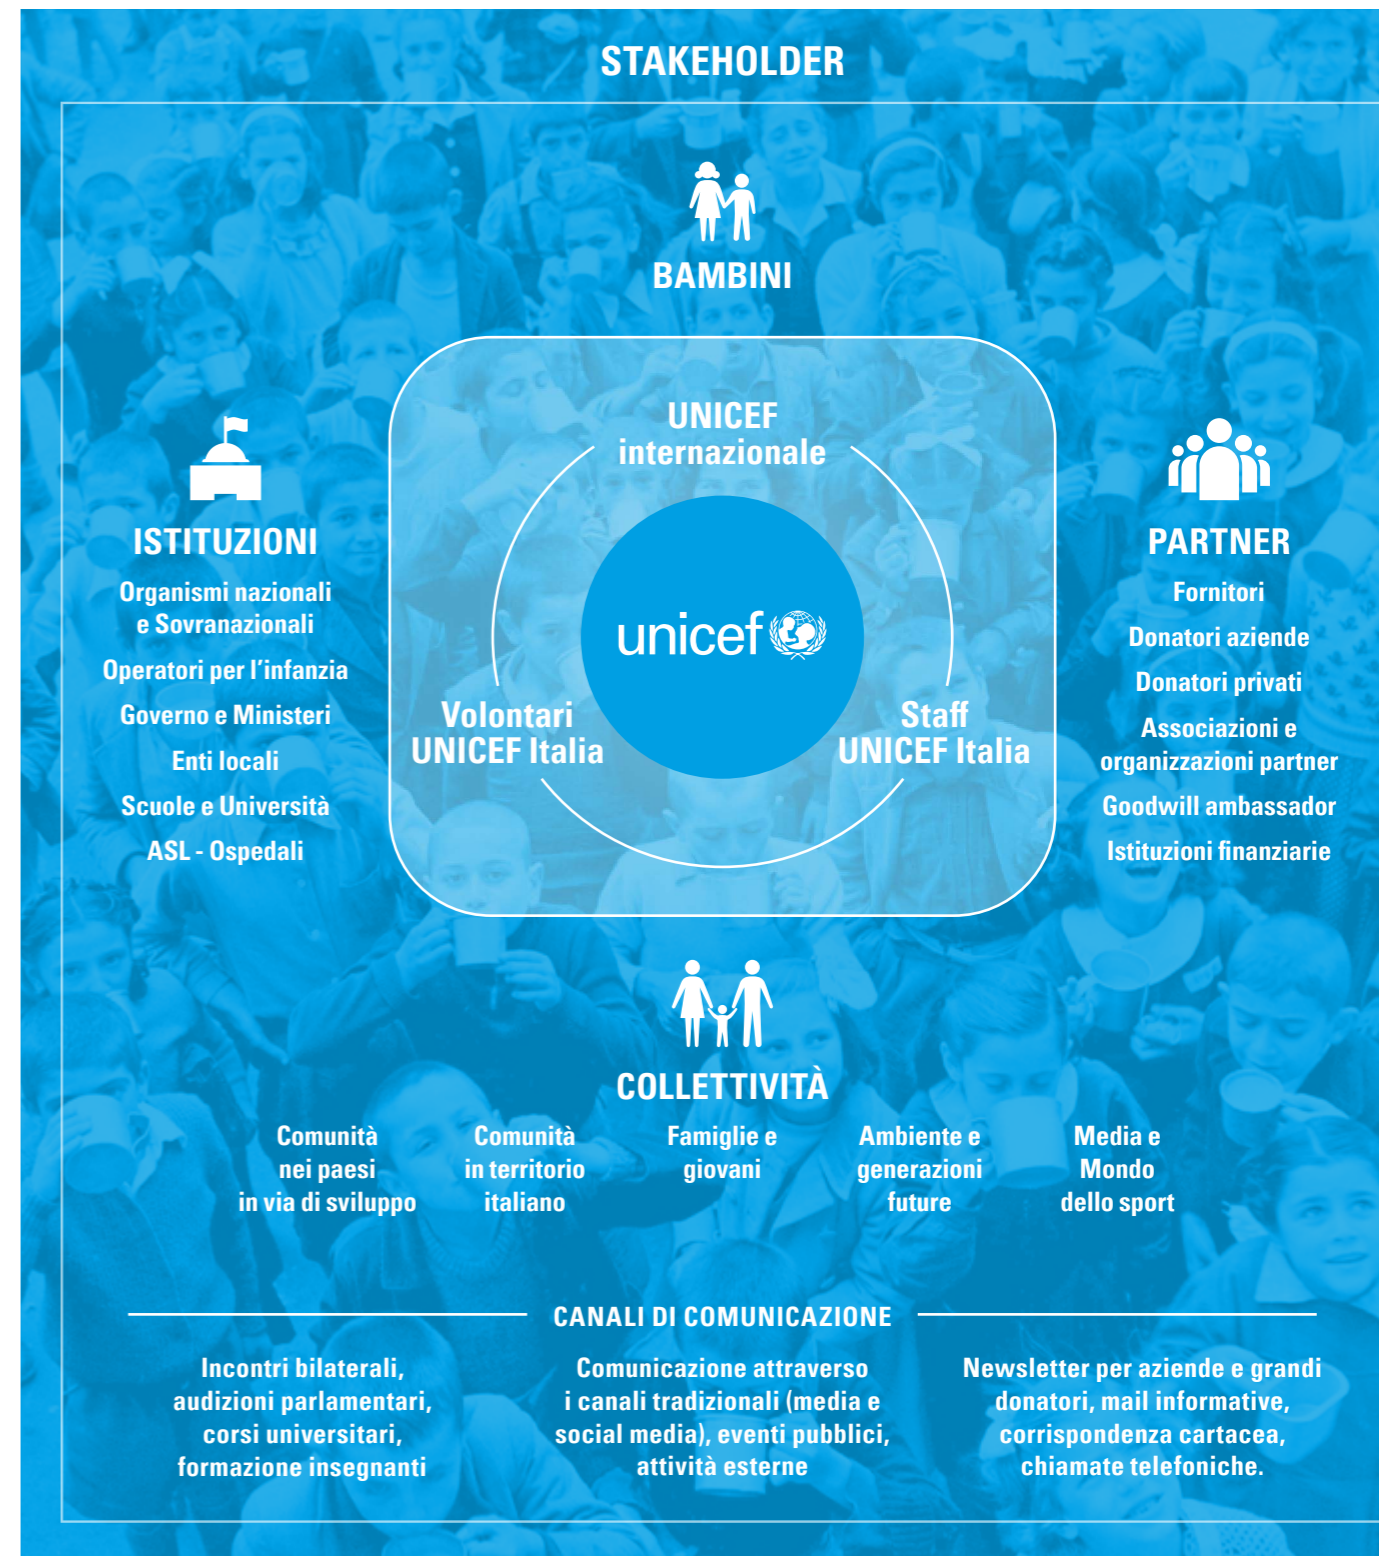 STAKEHOLDER
BAMBINI
UNICEF
internazionale
unicef
Volontari
UNICEF Italia
Staff
UNICEF Italia
ISTITUZIONI
Organismi nazionali
e Sovranazionali
Operatori per l'infanzia
Governo e Ministeri
Enti locali
Scuole e Università
ASL - Ospedali
PARTNER
Fornitori
Donatori aziende
Donatori privati
Associazioni e
organizzazioni partner
Goodwill ambassador
Istituzioni finanziarie
COLLETTIVITÀ
Comunità
nei paesi
in via di sviluppo
Comunità
in territorio
italiano
Famiglie e
giovani
Ambiente e
generazioni
future
Media e
Mondo
dello sport
CANALI DI COMUNICAZIONE
Incontri bilaterali,
audizioni parlamentari,
corsi universitari,
formazione insegnanti
Comunicazione attraverso
i canali tradizionali (media e
social media), eventi pubblici,
attività esterne
Newsletter per aziende e grandi
donatori, mail informative,
corrispondenza cartacea,
chiamate telefoniche.